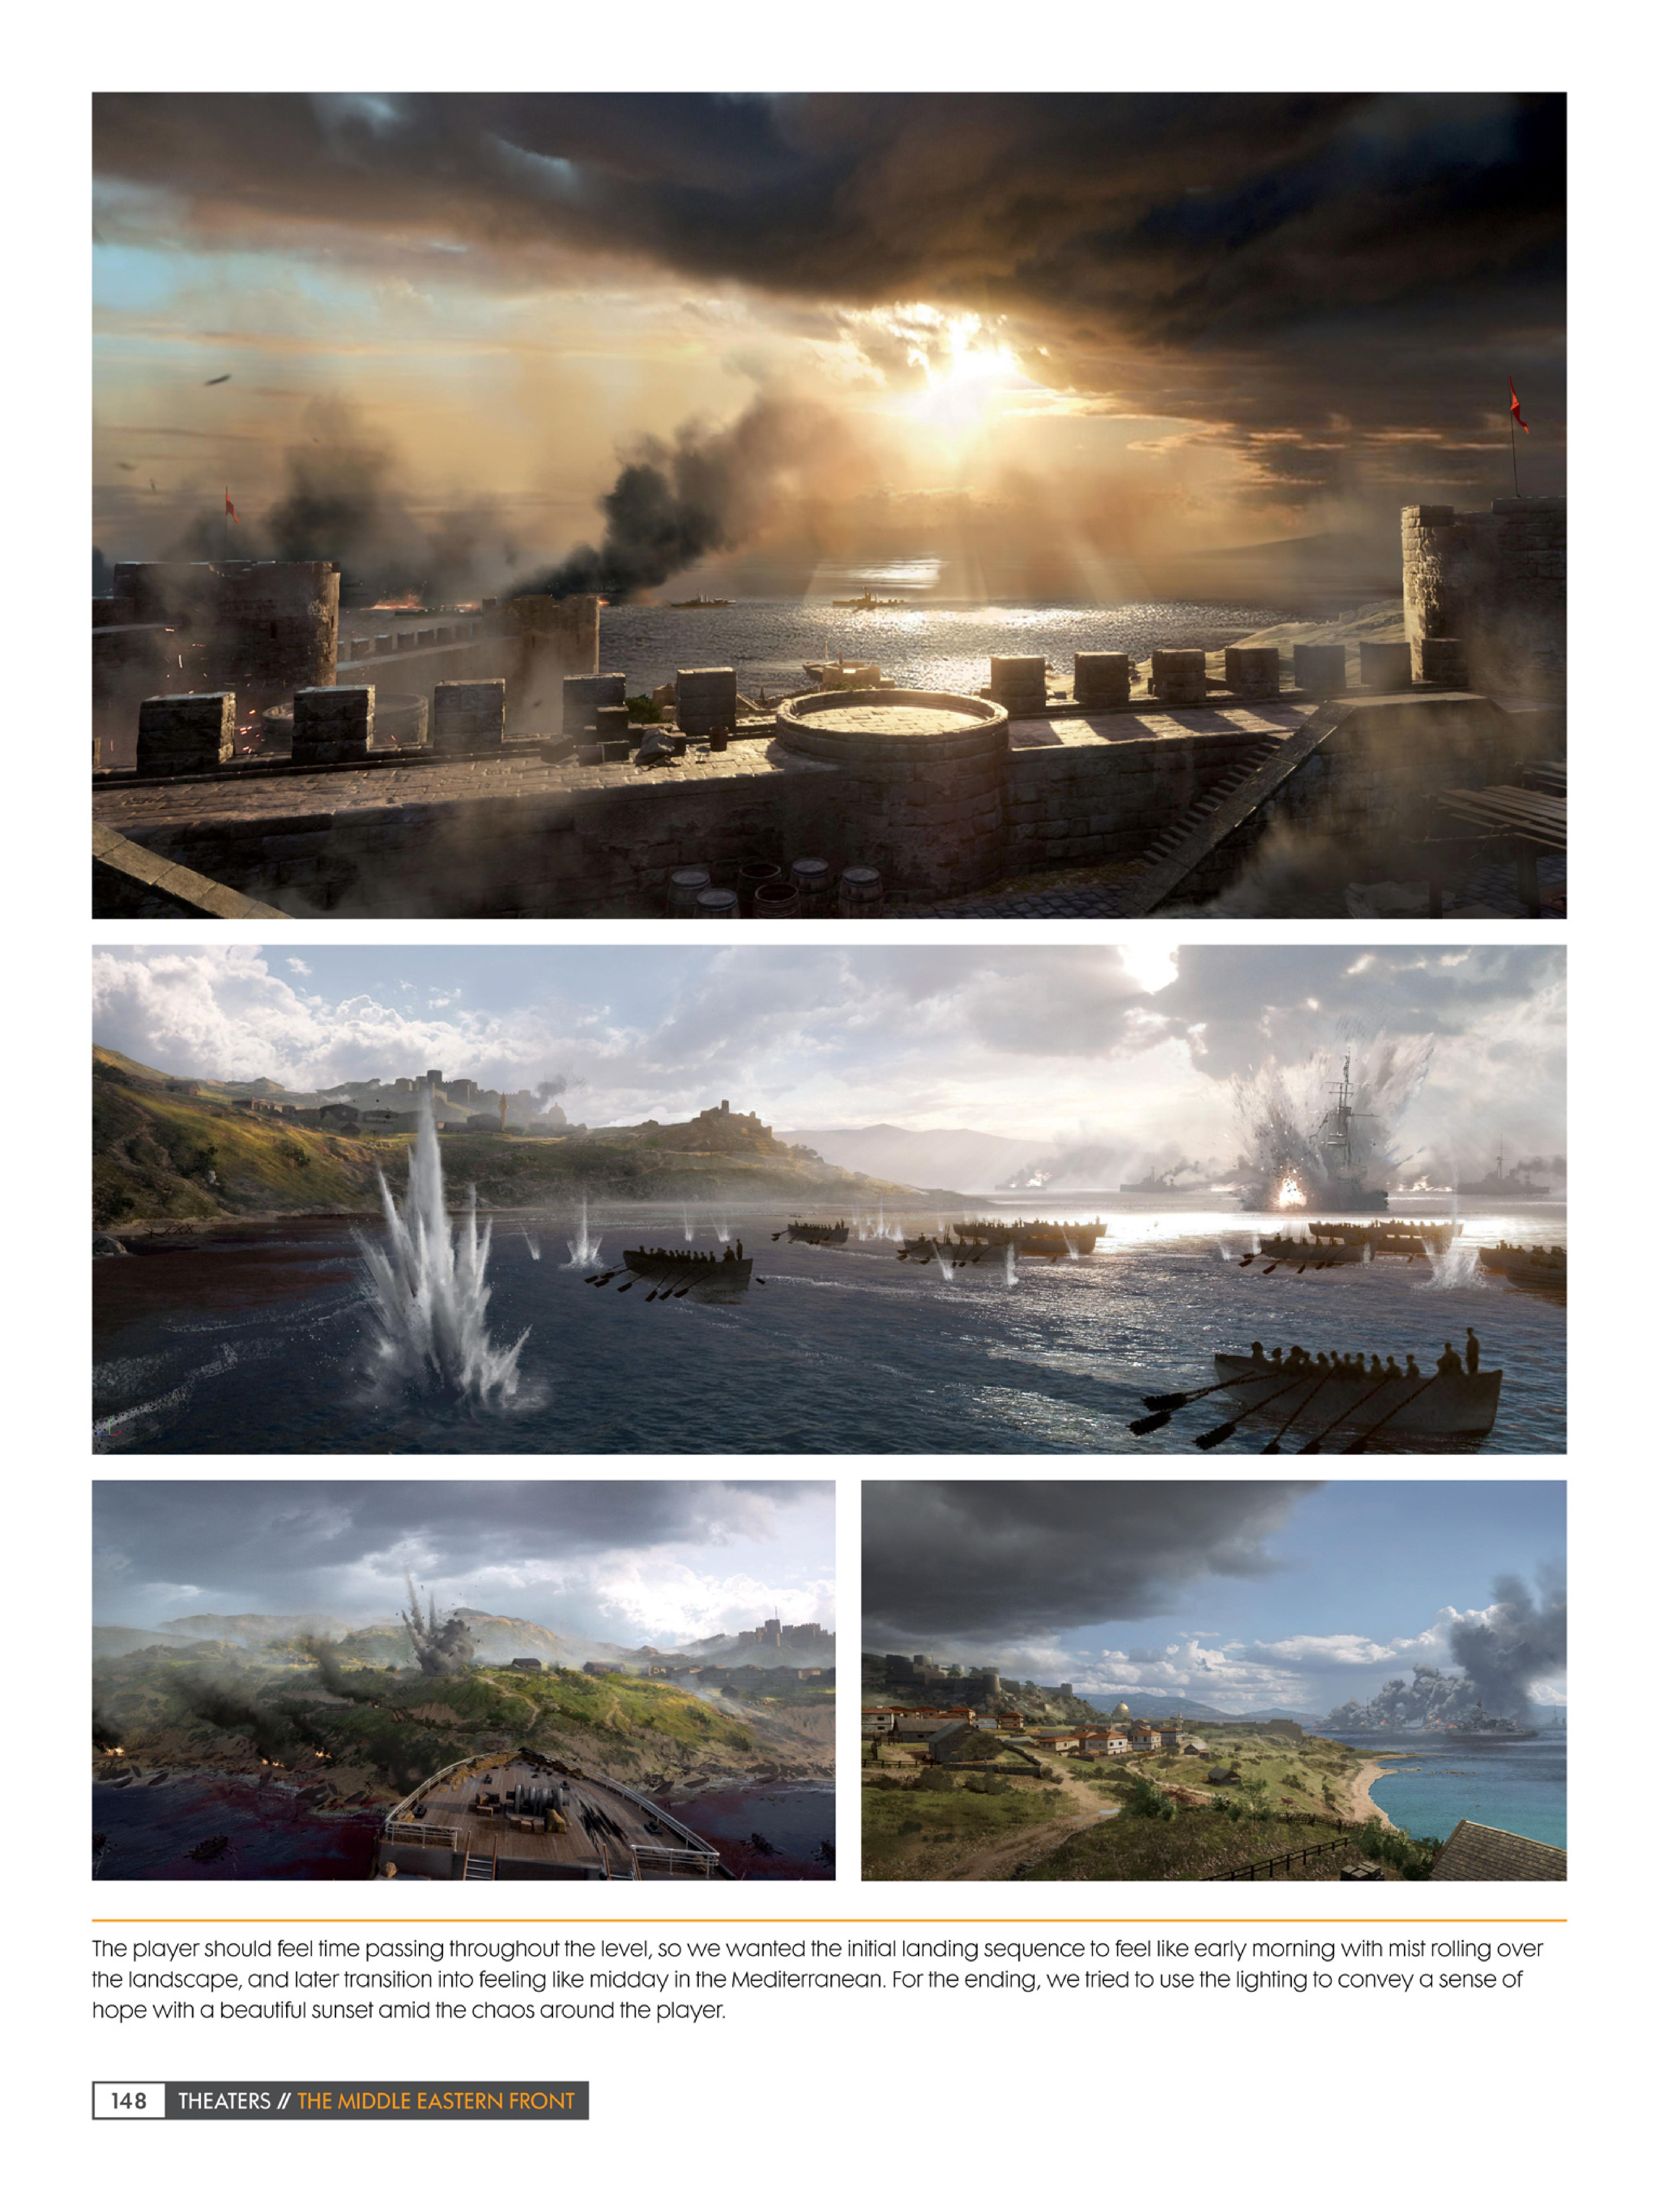 The player should feel time passing throughout the level, so we wanted the initial landing sequence to feel like early morning with mist rolling over
the landscape, and later transition into feeling like midday in the Mediterranean. For the ending, we tried to use the lighting to convey a sense of
hope with a beautiful sunset amid the chaos around the player.
148 THEATERS // THE MIDDLE EASTERN FRONT